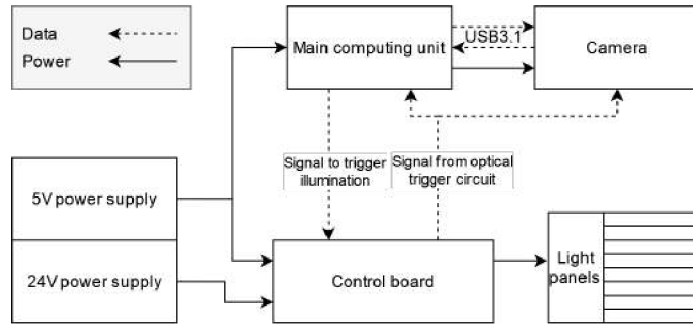 Data
Power
Main computing unit
USB3.1
Camera
Signal to trigger
illumination
Signal from optical
trigger circuit
5V power supply
24V power supply
Control board
Light
panels